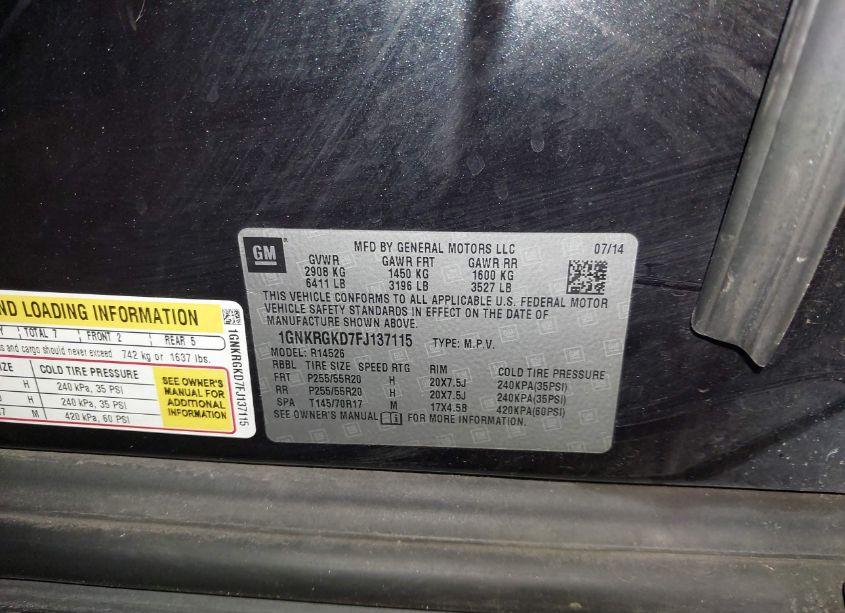 GM
MFD BY GENERAL MOTORS LLC 07/14
GVWR GAWR FRT GAWR RR
2908 KG 1450 KG 1600 KG
6411 LB 3196 LB 3527 LB
THIS VEHICLE CONFORMS TO ALL APPLICABLE U.S. FEDERAL MOTOR
VEHICLE SAFETY STANDARDS IN EFFECT ON THE DATE OF
MANUFACTURE SHOWN ABOVE.
1GNKRGKD7FJ137115 TYPE: M.P.V.
MODEL: R14526
RBBL TIRE SIZE SPEED RTG RIM COLD TIRE PRESSURE
FRT P255/55R20 H 20X7.5J 240KPA(35PSI)
RR P255/55R20 H 20X7.5J 240KPA(35PSI)
SPA T145/70R17 M 17X4.5B 420KPA(60PSI)
SEE OWNER'S MANUAL FOR MORE INFORMATION.
ND LOADING INFORMATION
Y TOTAL 7 FRONT 2 REAR 5
s and cargo should never exceed 742 kg or 1637 lbs.
SIZE COLD TIRE PRESSURE
H 240 kPa, 35 PSI
H 240 kPa, 35 PSI
7 M 420 kPa, 60 PSI
SEE OWNER'S
MANUAL FOR
ADDITIONAL
INFORMATION
1GNKRGKD7FJ137115